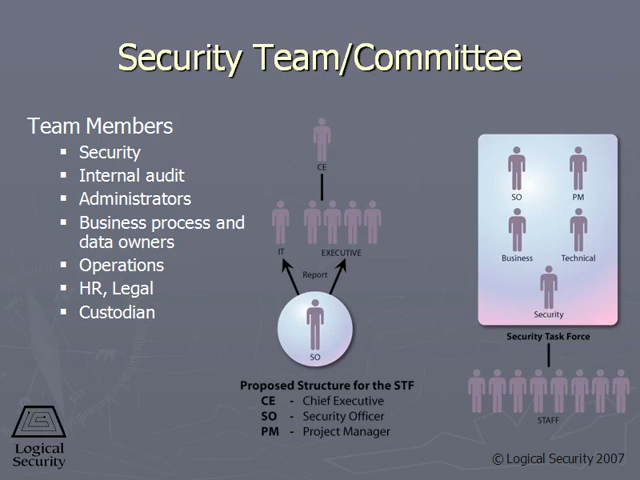 Security Team/Committee
Team Members
Security
Internal audit
Administrators
Business process and
data owners
Operations
HR, Legal
Custodian
CE
IT
EXECUTIVE
Report
SO
Proposed Structure for the STF
CE - Chief Executive
SO - Security Officer
PM - Project Manager
SO
PM
Business
Technical
Security
Security Task Force
STAFF
Logical
Security
© Logical Security 2007